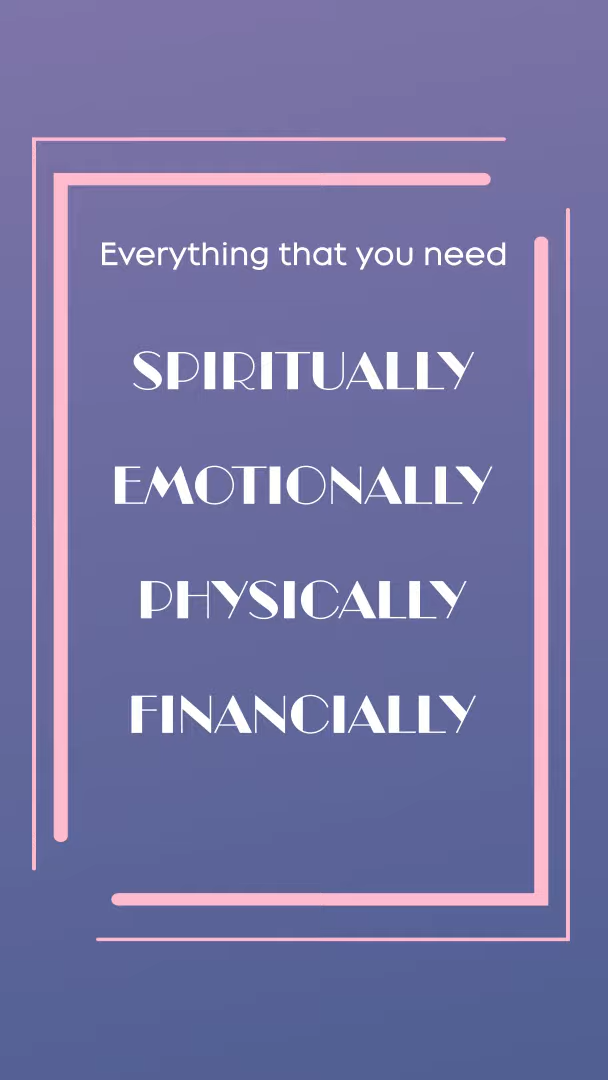 Everything that you need
SPIRITUALLY
EMOTIONALLY
PHYSICALLY
FINANCIALLY